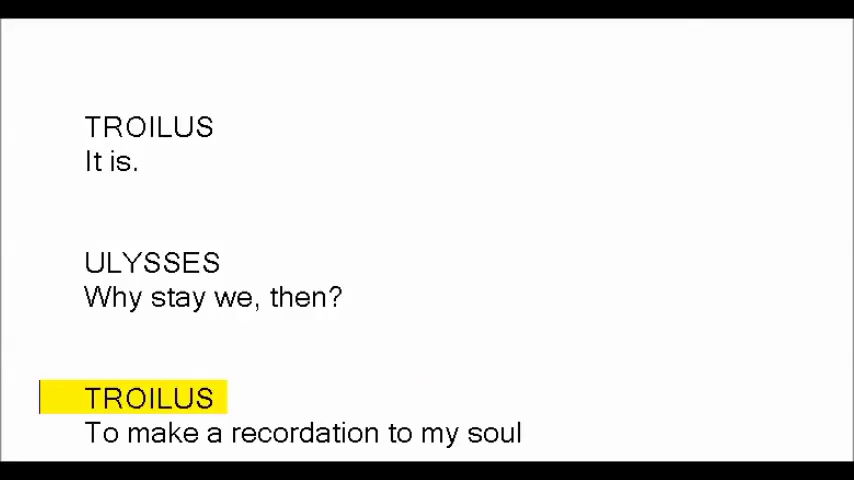 TROILUS
It is.
ULYSSES
Why stay we, then?
TROILUS
To make a recordation to my soul